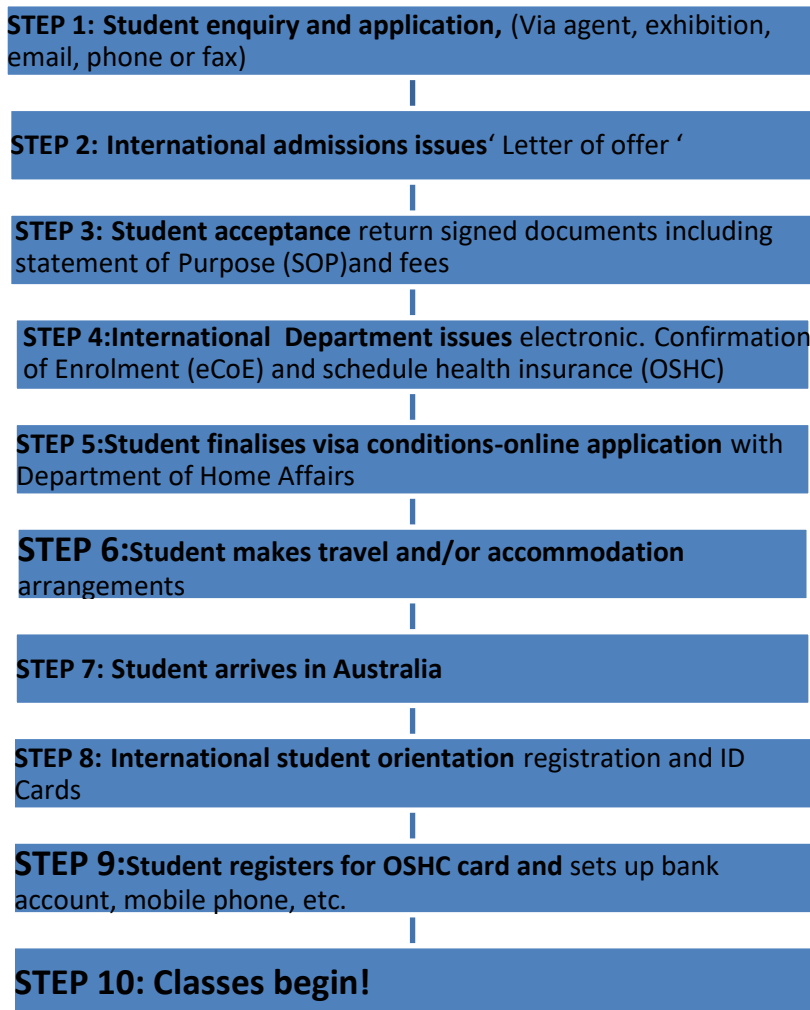 STEP 1: Student enquiry and application, (Via agent, exhibition,
email, phone or fax)
STEP 2: International admissions issues‘ Letter of offer ‘
STEP 3: Student acceptance return signed documents including
statement of Purpose (SOP)and fees
STEP 4:International Department issues electronic. Confirmation
of Enrolment (eCoE) and schedule health insurance (OSHC)
STEP 5:Student finalises visa conditions-online application with
Department of Home Affairs
STEP 6:Student makes travel and/or accommodation
arrangements
STEP 7: Student arrives in Australia
STEP 8: International student orientation registration and ID
Cards
STEP 9:Student registers for OSHC card and sets up bank
account, mobile phone, etc.
STEP 10: Classes begin!